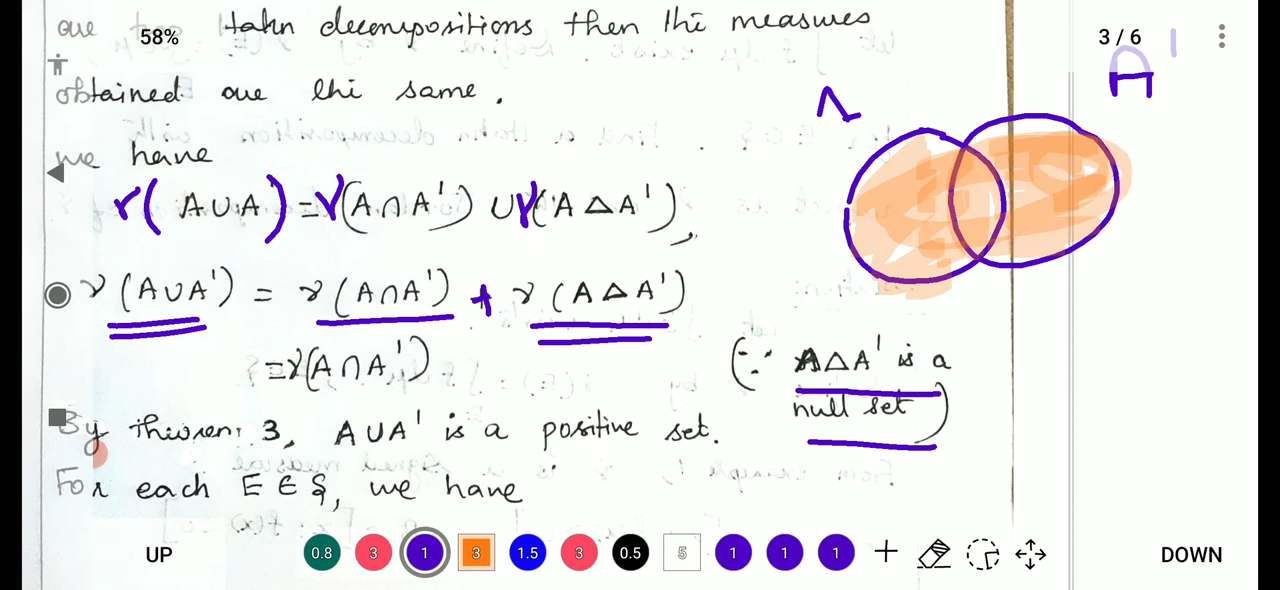 are taken decompositions then the measures
58%
3 / 6
obtained are the same.
A
A'
we have
γ(A∪A) = γ(A∩A') ∪ γ(A△A'),
γ(A∪A') = γ(A∩A') + γ(A△A')
= γ(A∩A') (∵ A△A' is a
null set)
By theorem 3, A∪A' is a positive set.
For each E ∈ S, we have
UP 0.8 3 1 3 1.5 3 0.5 5 1 1 1 DOWN